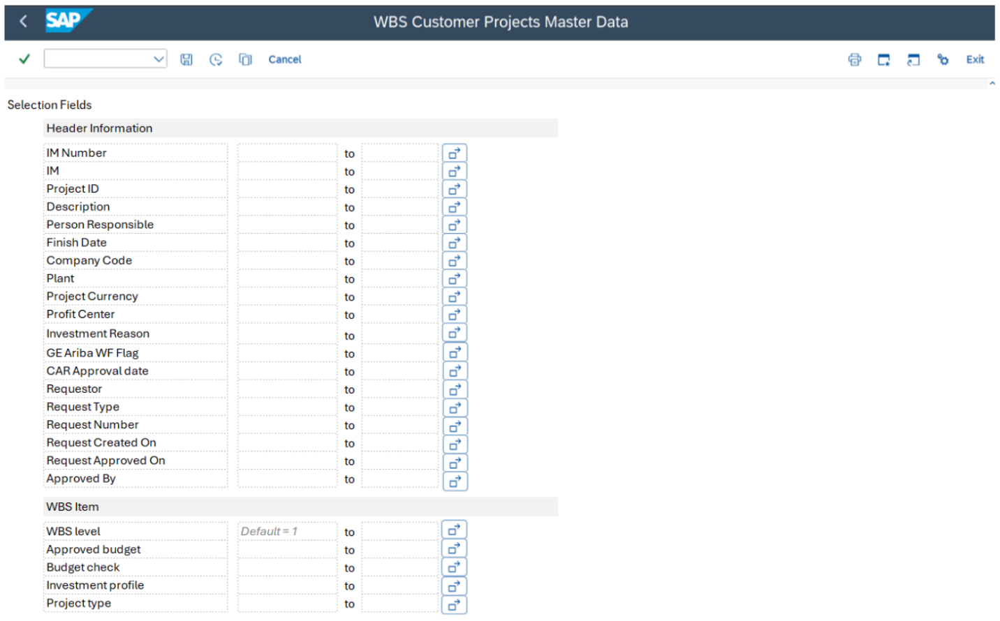 SAP WBS Customer Projects Master Data
Cancel Exit
Selection Fields
Header Information
IM Number to
IM to
Project ID to
Description to
Person Responsible to
Finish Date to
Company Code to
Plant to
Project Currency to
Profit Center to
Investment Reason to
GE Ariba WF Flag to
CAR Approval date to
Requestor to
Request Type to
Request Number to
Request Created On to
Request Approved On to
Approved By to
WBS Item
WBS level Default = 1 to
Approved budget to
Budget check to
Investment profile to
Project type to